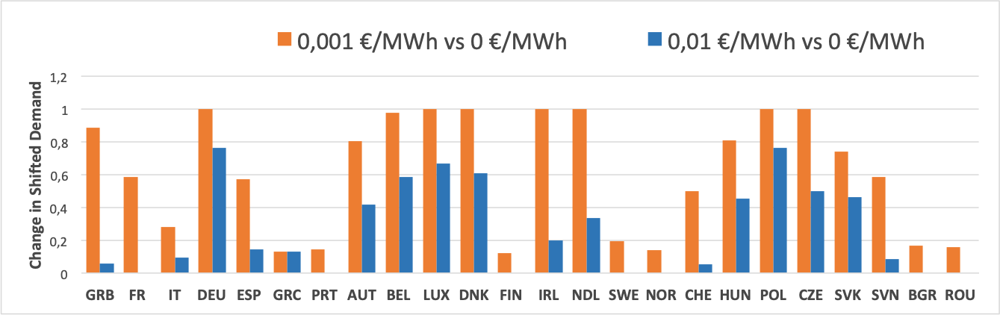 0,001 €/MWh vs 0 €/MWh 0,01 €/MWh vs 0 €/MWh
Change in Shifted Demand
1,2
1
0,8
0,6
0,4
0,2
0
GRB FR IT DEU ESP GRC PRT AUT BEL LUX DNK FIN IRL NDL SWE NOR CHE HUN POL CZE SVK SVN BGR ROU